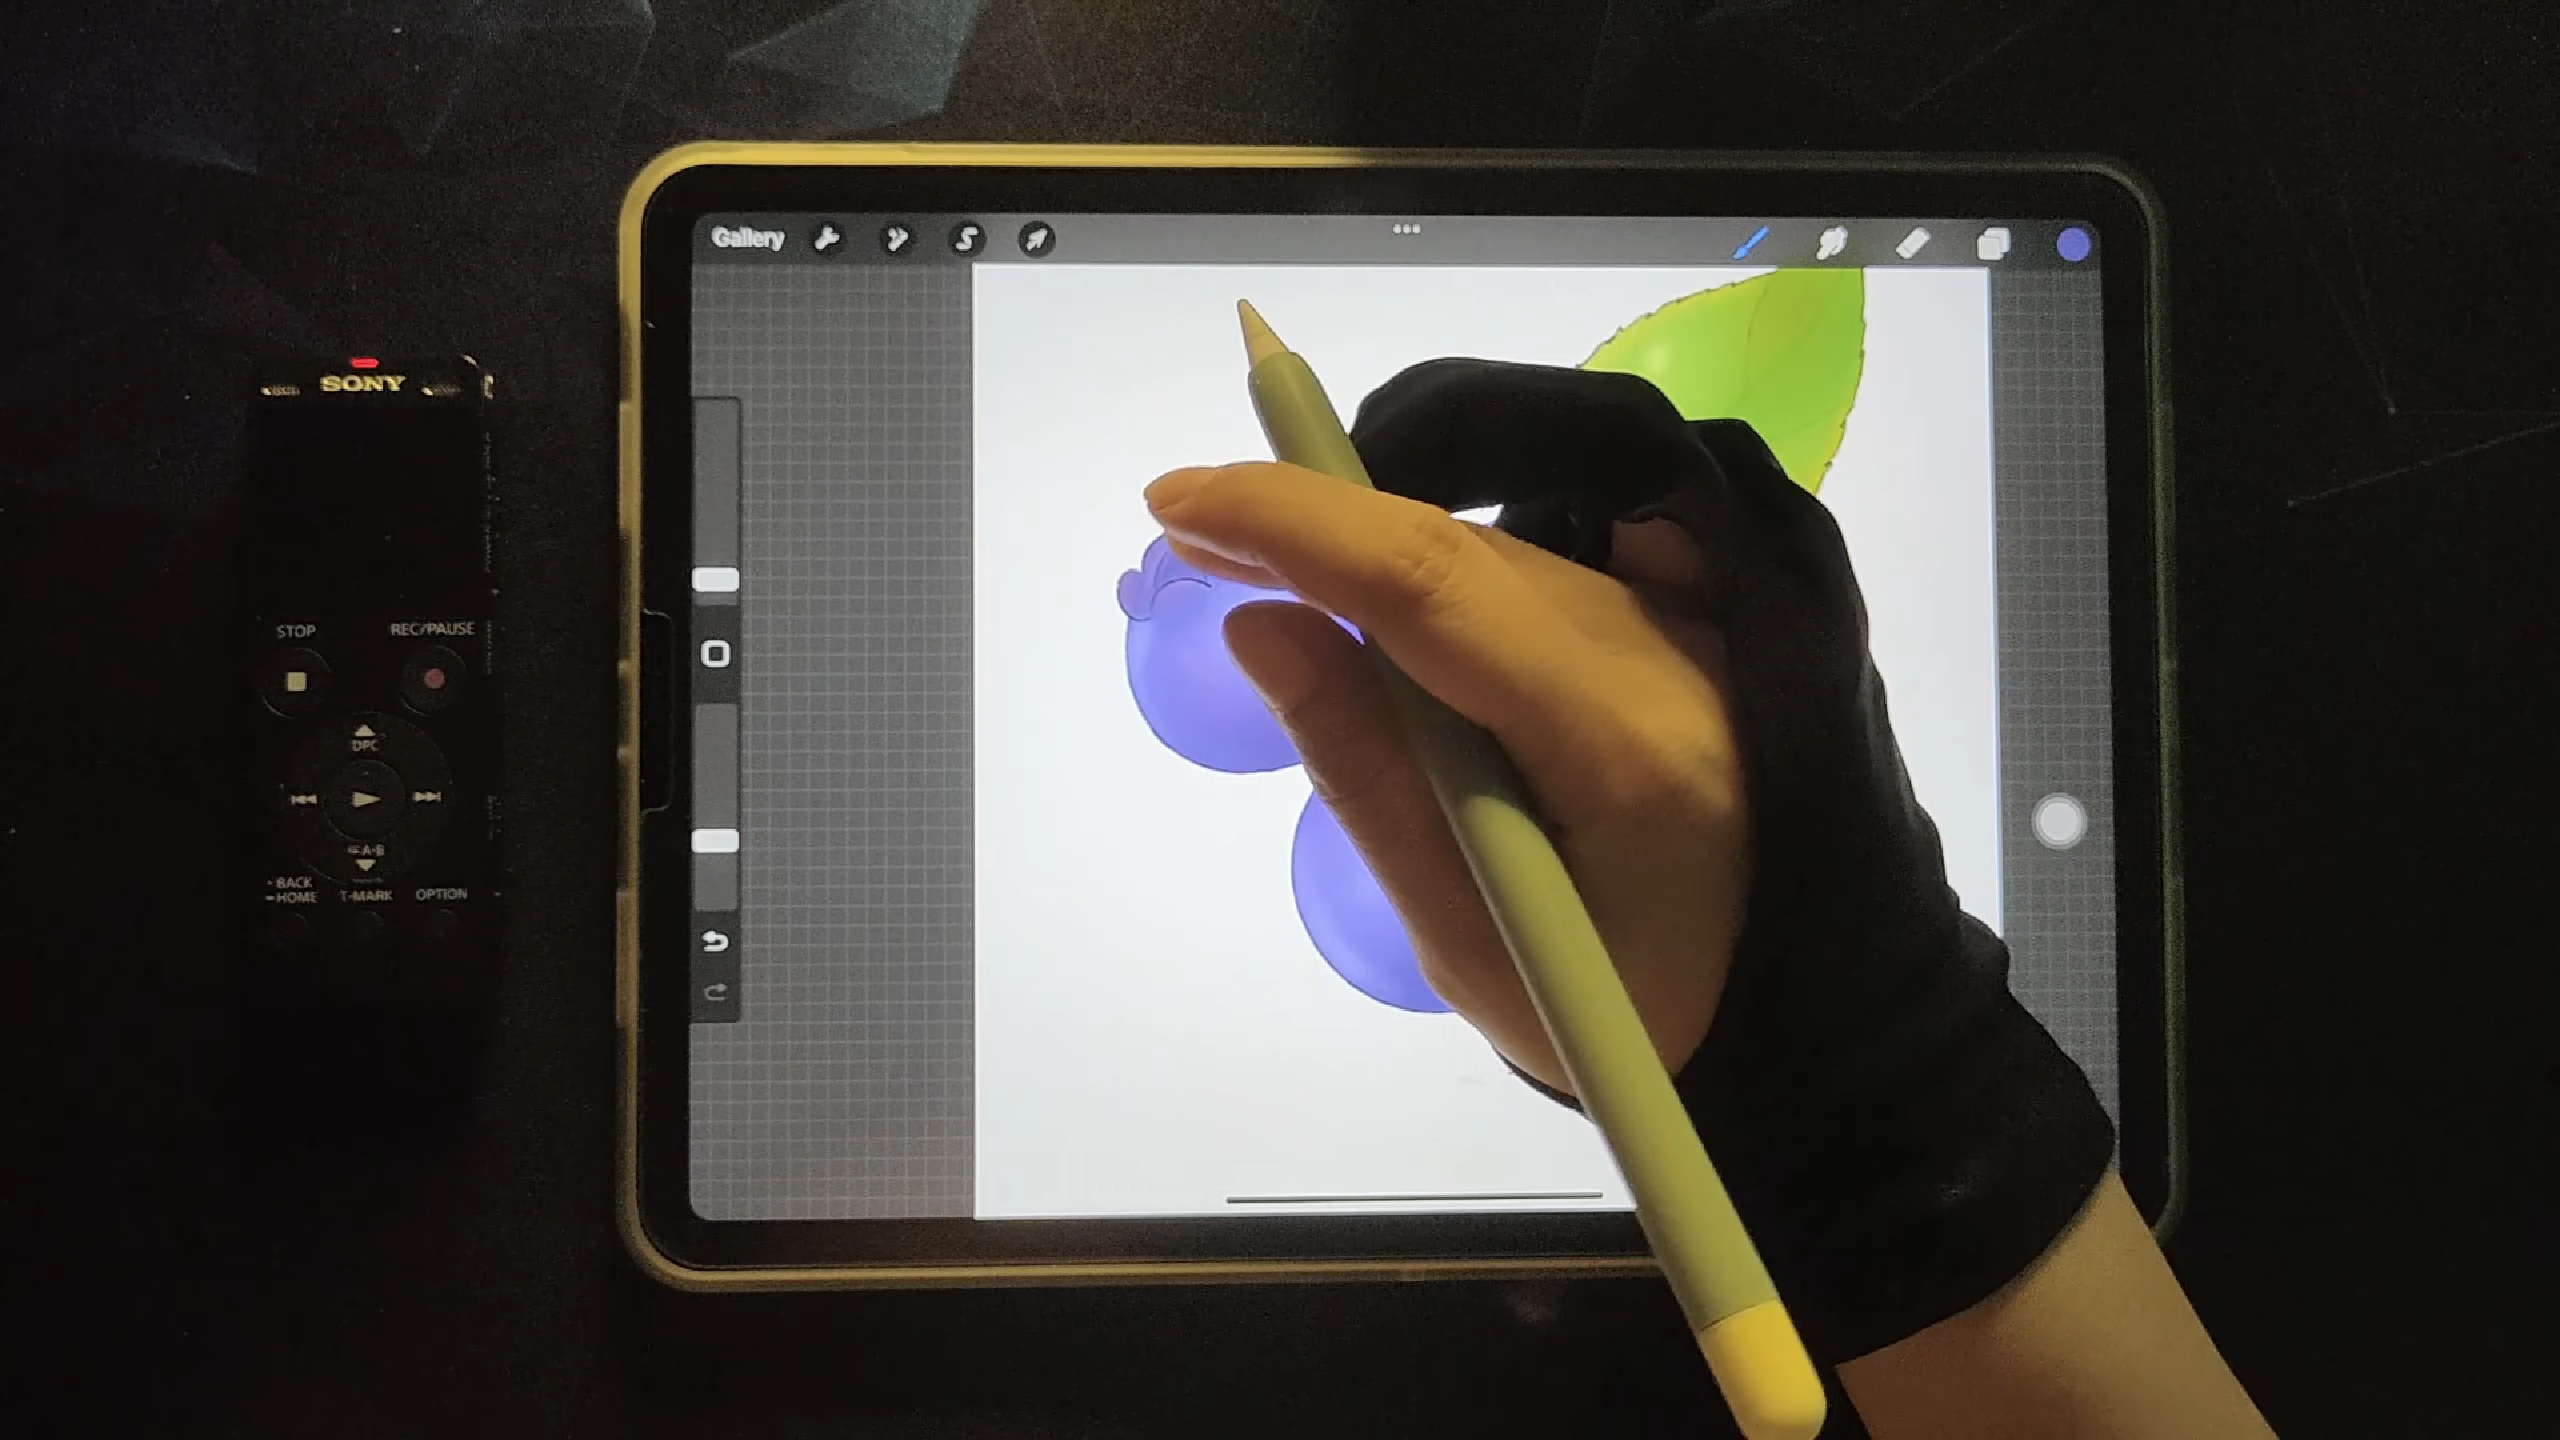 Gallery
SONY
STOP
REC/PAUSE
DPC
A-B
BACK
HOME
T-MARK
OPTION